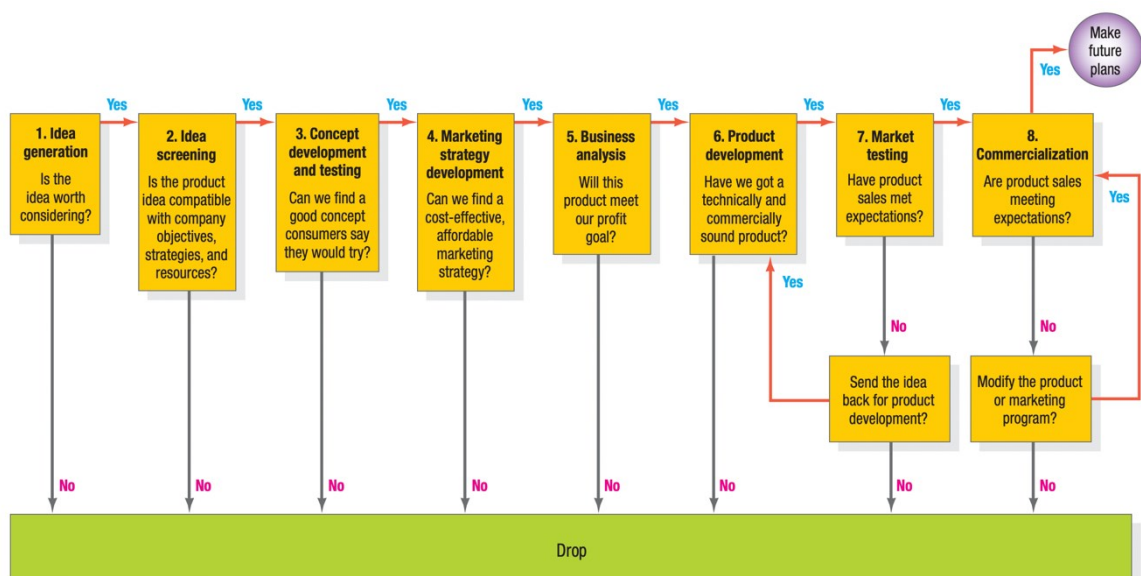 Make
future
plans
Yes
Yes
Yes
Yes
Yes
Yes
Yes
Yes
1. Idea
generation
Is the
idea worth
considering?
2. Idea
screening
Is the product
idea compatible
with company
objectives,
strategies, and
resources?
3. Concept
development
and testing
Can we find a
good concept
consumers say
they would try?
4. Marketing
strategy
development
Can we find a
cost-effective,
affordable
marketing
strategy?
5. Business
analysis
Will this
product meet
our profit
goal?
6. Product
development
Have we got a
technically and
commercially
sound product?
7. Market
testing
Have product
sales met
expectations?
8.
Commercialization
Are product sales
meeting
expectations?
Yes
Yes
No
No
Send the idea
back for product
development?
Modify the product
or marketing
program?
No
No
No
No
No
No
No
No
Drop